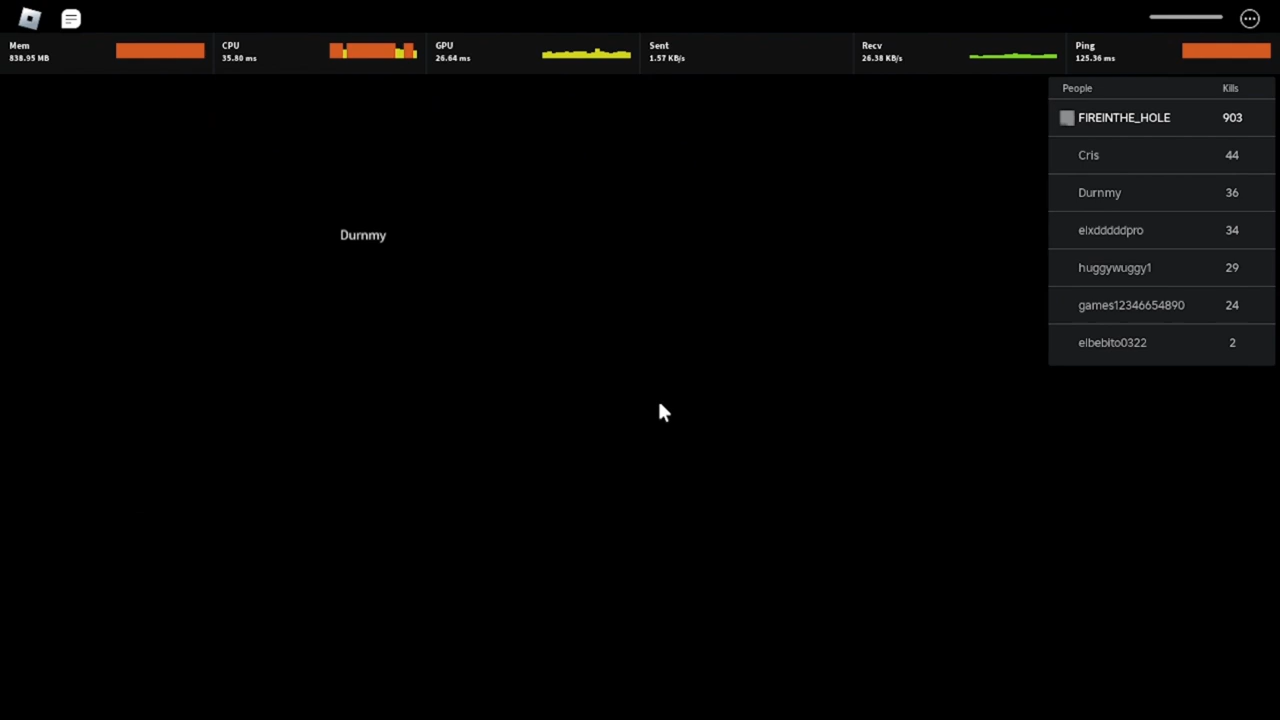 Mem
838.95 MB
CPU
35.80 ms
GPU
26.64 ms
Sent
1.57 KB/s
Recv
26.38 KB/s
Ping
125.36 ms
People Kills
FIREINTHE_HOLE 903
Cris 44
Durnmy 36
elxdddddpro 34
huggywuggy1 29
games12346654890 24
elbebito0322 2
Durnmy